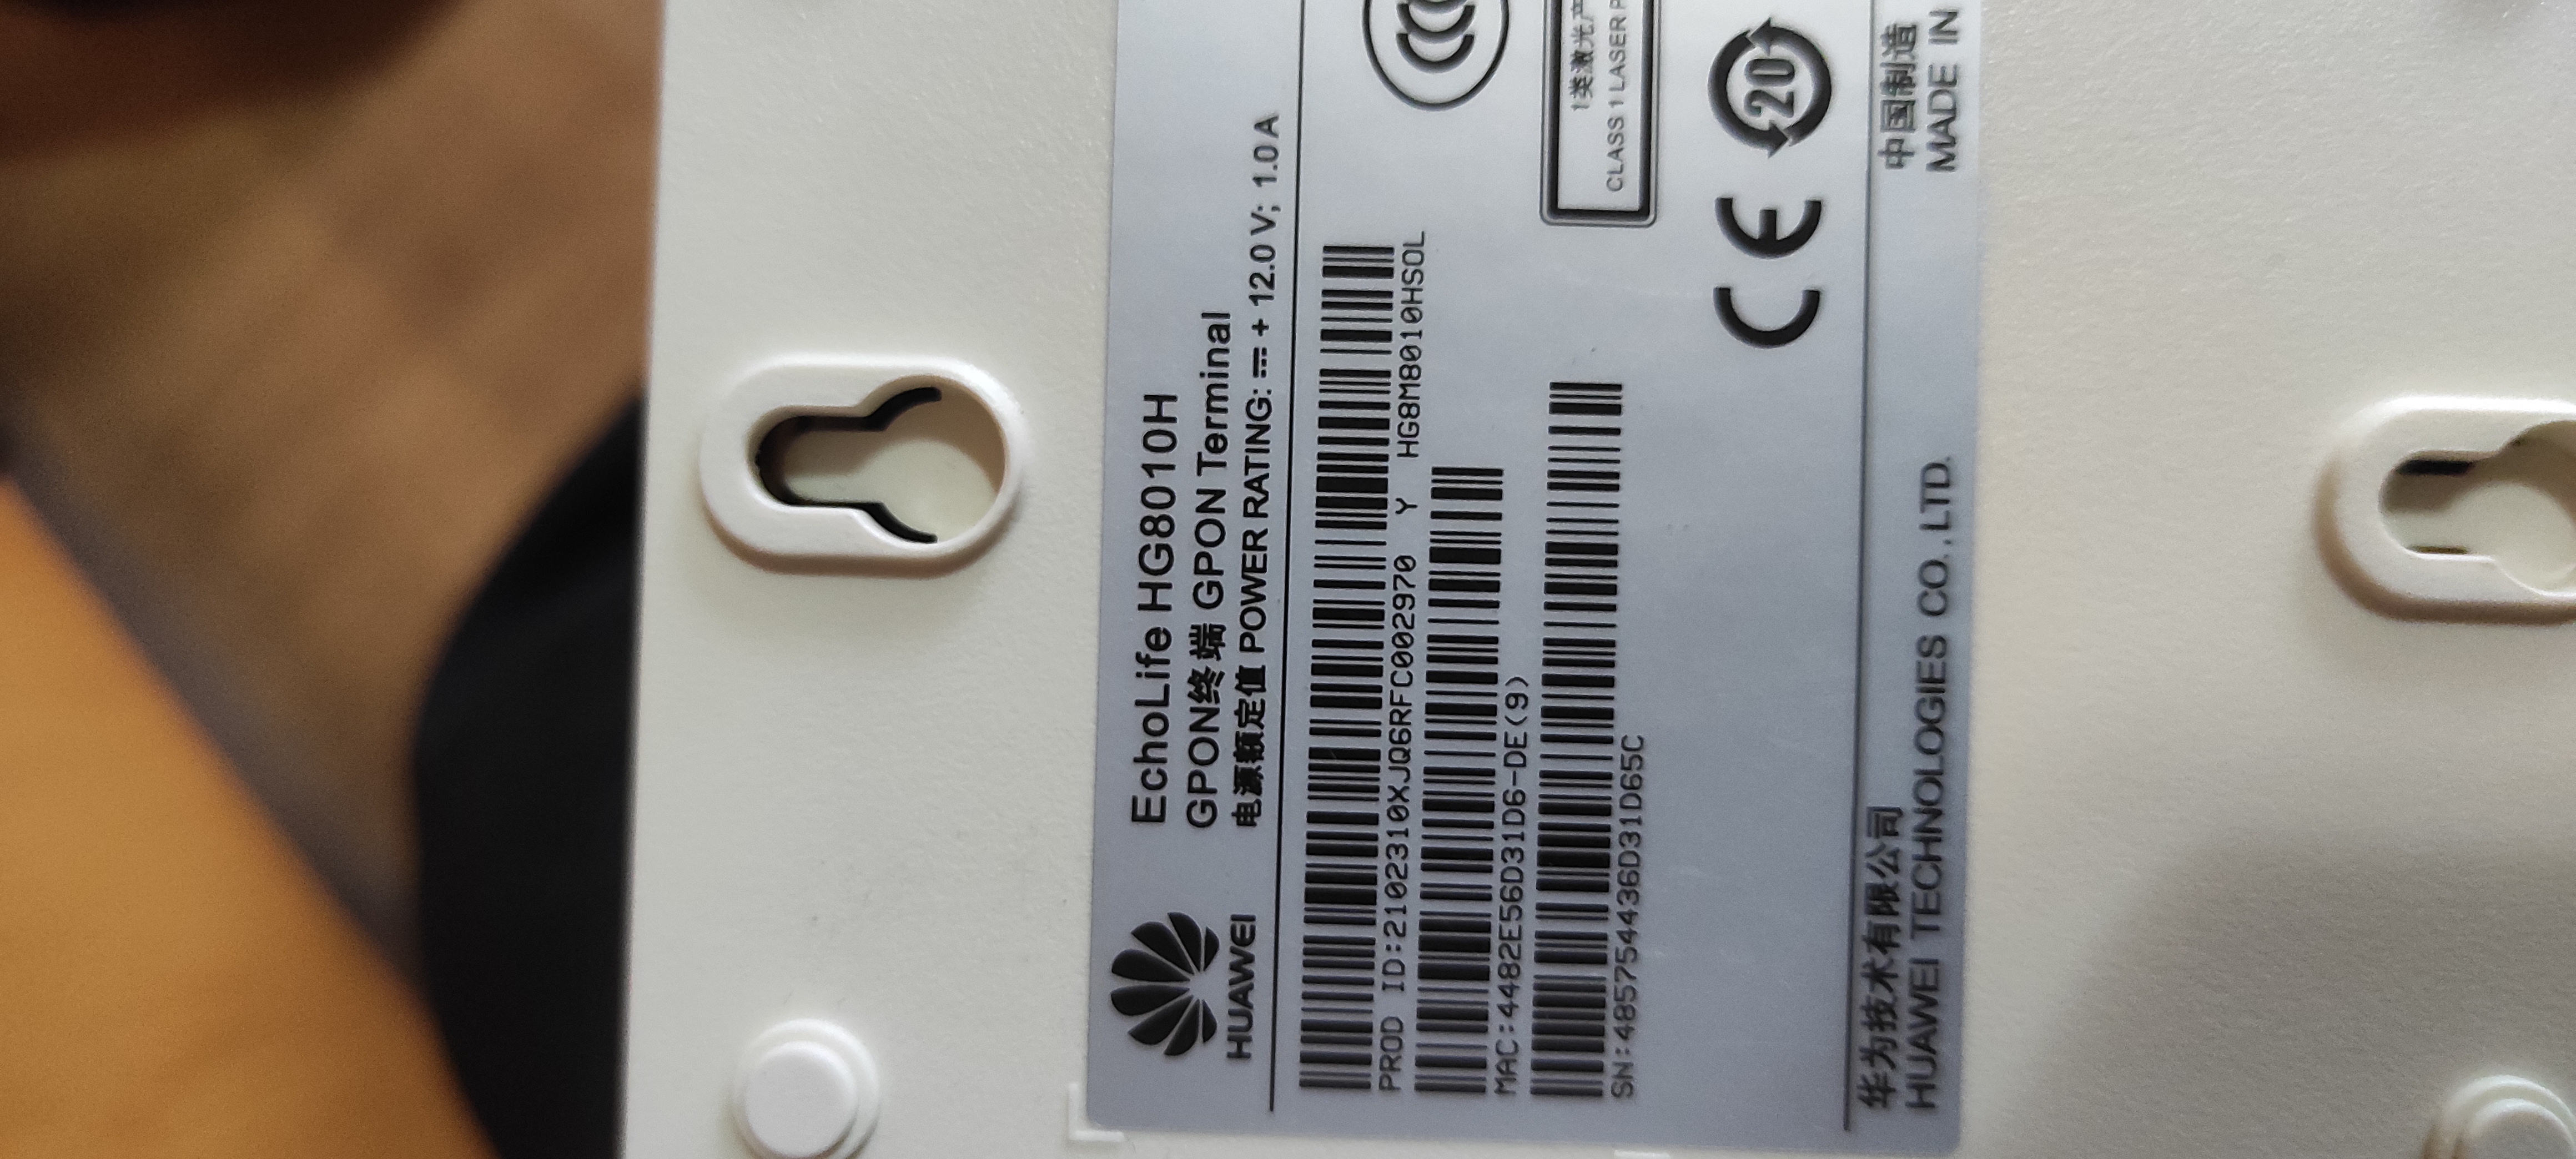 HUAWEI
EchoLife HG8010H
GPON终端 GPON Terminal
电源额定值 POWER RATING: ⎓ + 12.0 V; 1.0 A
PROD ID:2102310XJQ6RFC002970 Y HG8M8010HSOL
MAC:4482E56D31D6-DE(9)
SN:485754436D31D65C
1类激光产
CLASS 1 LASER P
CE
20
华为技术有限公司
中国制造
HUAWEI TECHNOLOGIES CO.,LTD.
MADE IN